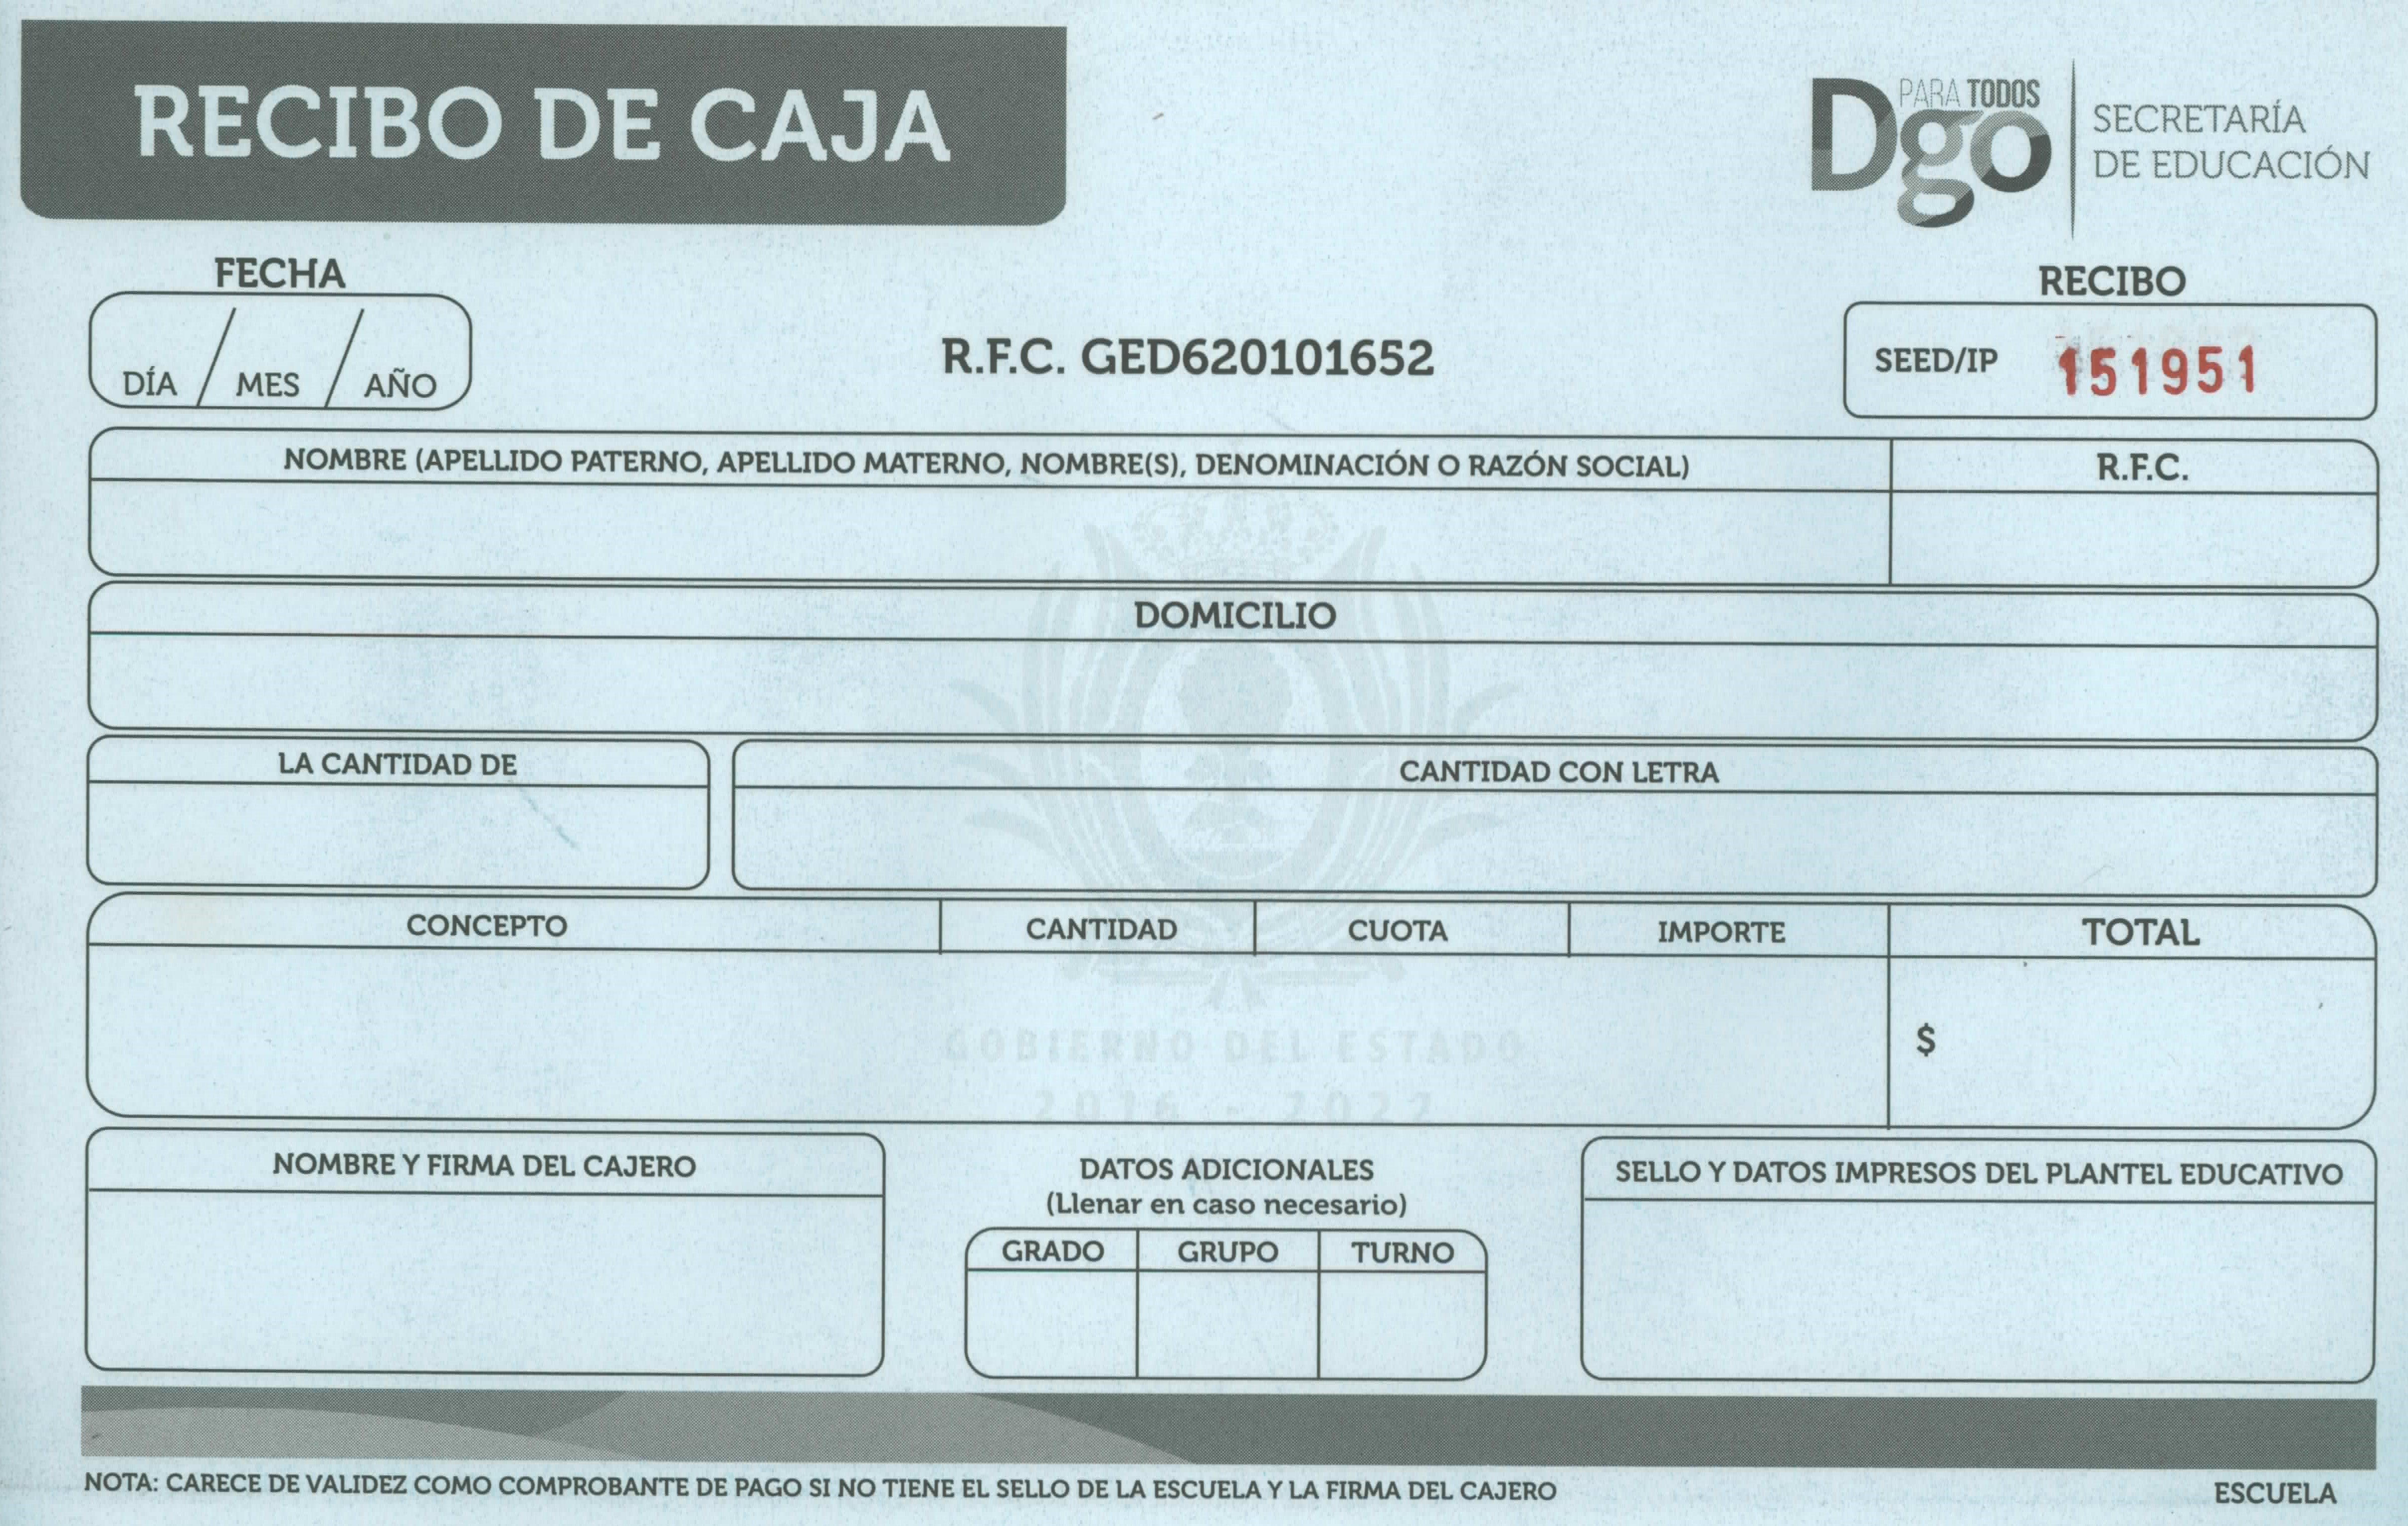 RECIBO DE CAJA
Dgo PARA TODOS
SECRETARÍA
DE EDUCACIÓN
FECHA
DÍA / MES / AÑO
R.F.C. GED620101652
RECIBO
SEED/IP 151951
NOMBRE (APELLIDO PATERNO, APELLIDO MATERNO, NOMBRE(S), DENOMINACIÓN O RAZÓN SOCIAL)
R.F.C.
DOMICILIO
LA CANTIDAD DE
CANTIDAD CON LETRA
CONCEPTO
CANTIDAD
CUOTA
IMPORTE
TOTAL
$
GOBIERNO DEL ESTADO
2016 - 2022
NOMBRE Y FIRMA DEL CAJERO
DATOS ADICIONALES
(Llenar en caso necesario)
GRADO
GRUPO
TURNO
SELLO Y DATOS IMPRESOS DEL PLANTEL EDUCATIVO
NOTA: CARECE DE VALIDEZ COMO COMPROBANTE DE PAGO SI NO TIENE EL SELLO DE LA ESCUELA Y LA FIRMA DEL CAJERO
ESCUELA